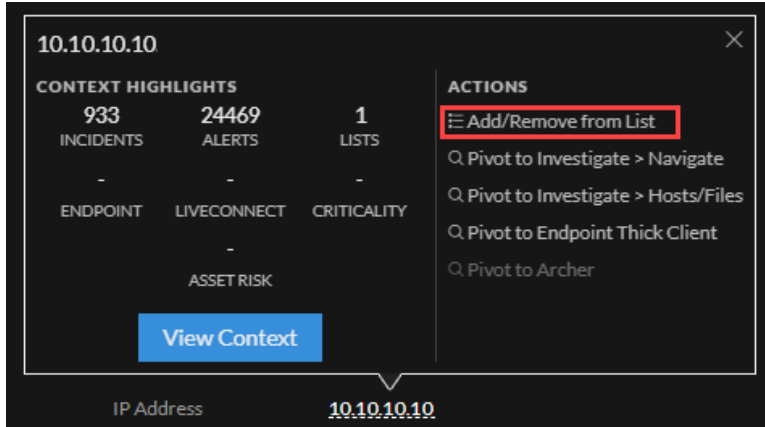 10.10.10.10
CONTEXT HIGHLIGHTS
933 24469 1
INCIDENTS ALERTS LISTS
- - -
ENDPOINT LIVECONNECT CRITICALITY
-
ASSET RISK
View Context
ACTIONS
Add/Remove from List
Pivot to Investigate > Navigate
Pivot to Investigate > Hosts/Files
Pivot to Endpoint Thick Client
Pivot to Archer
IP Address 10.10.10.10